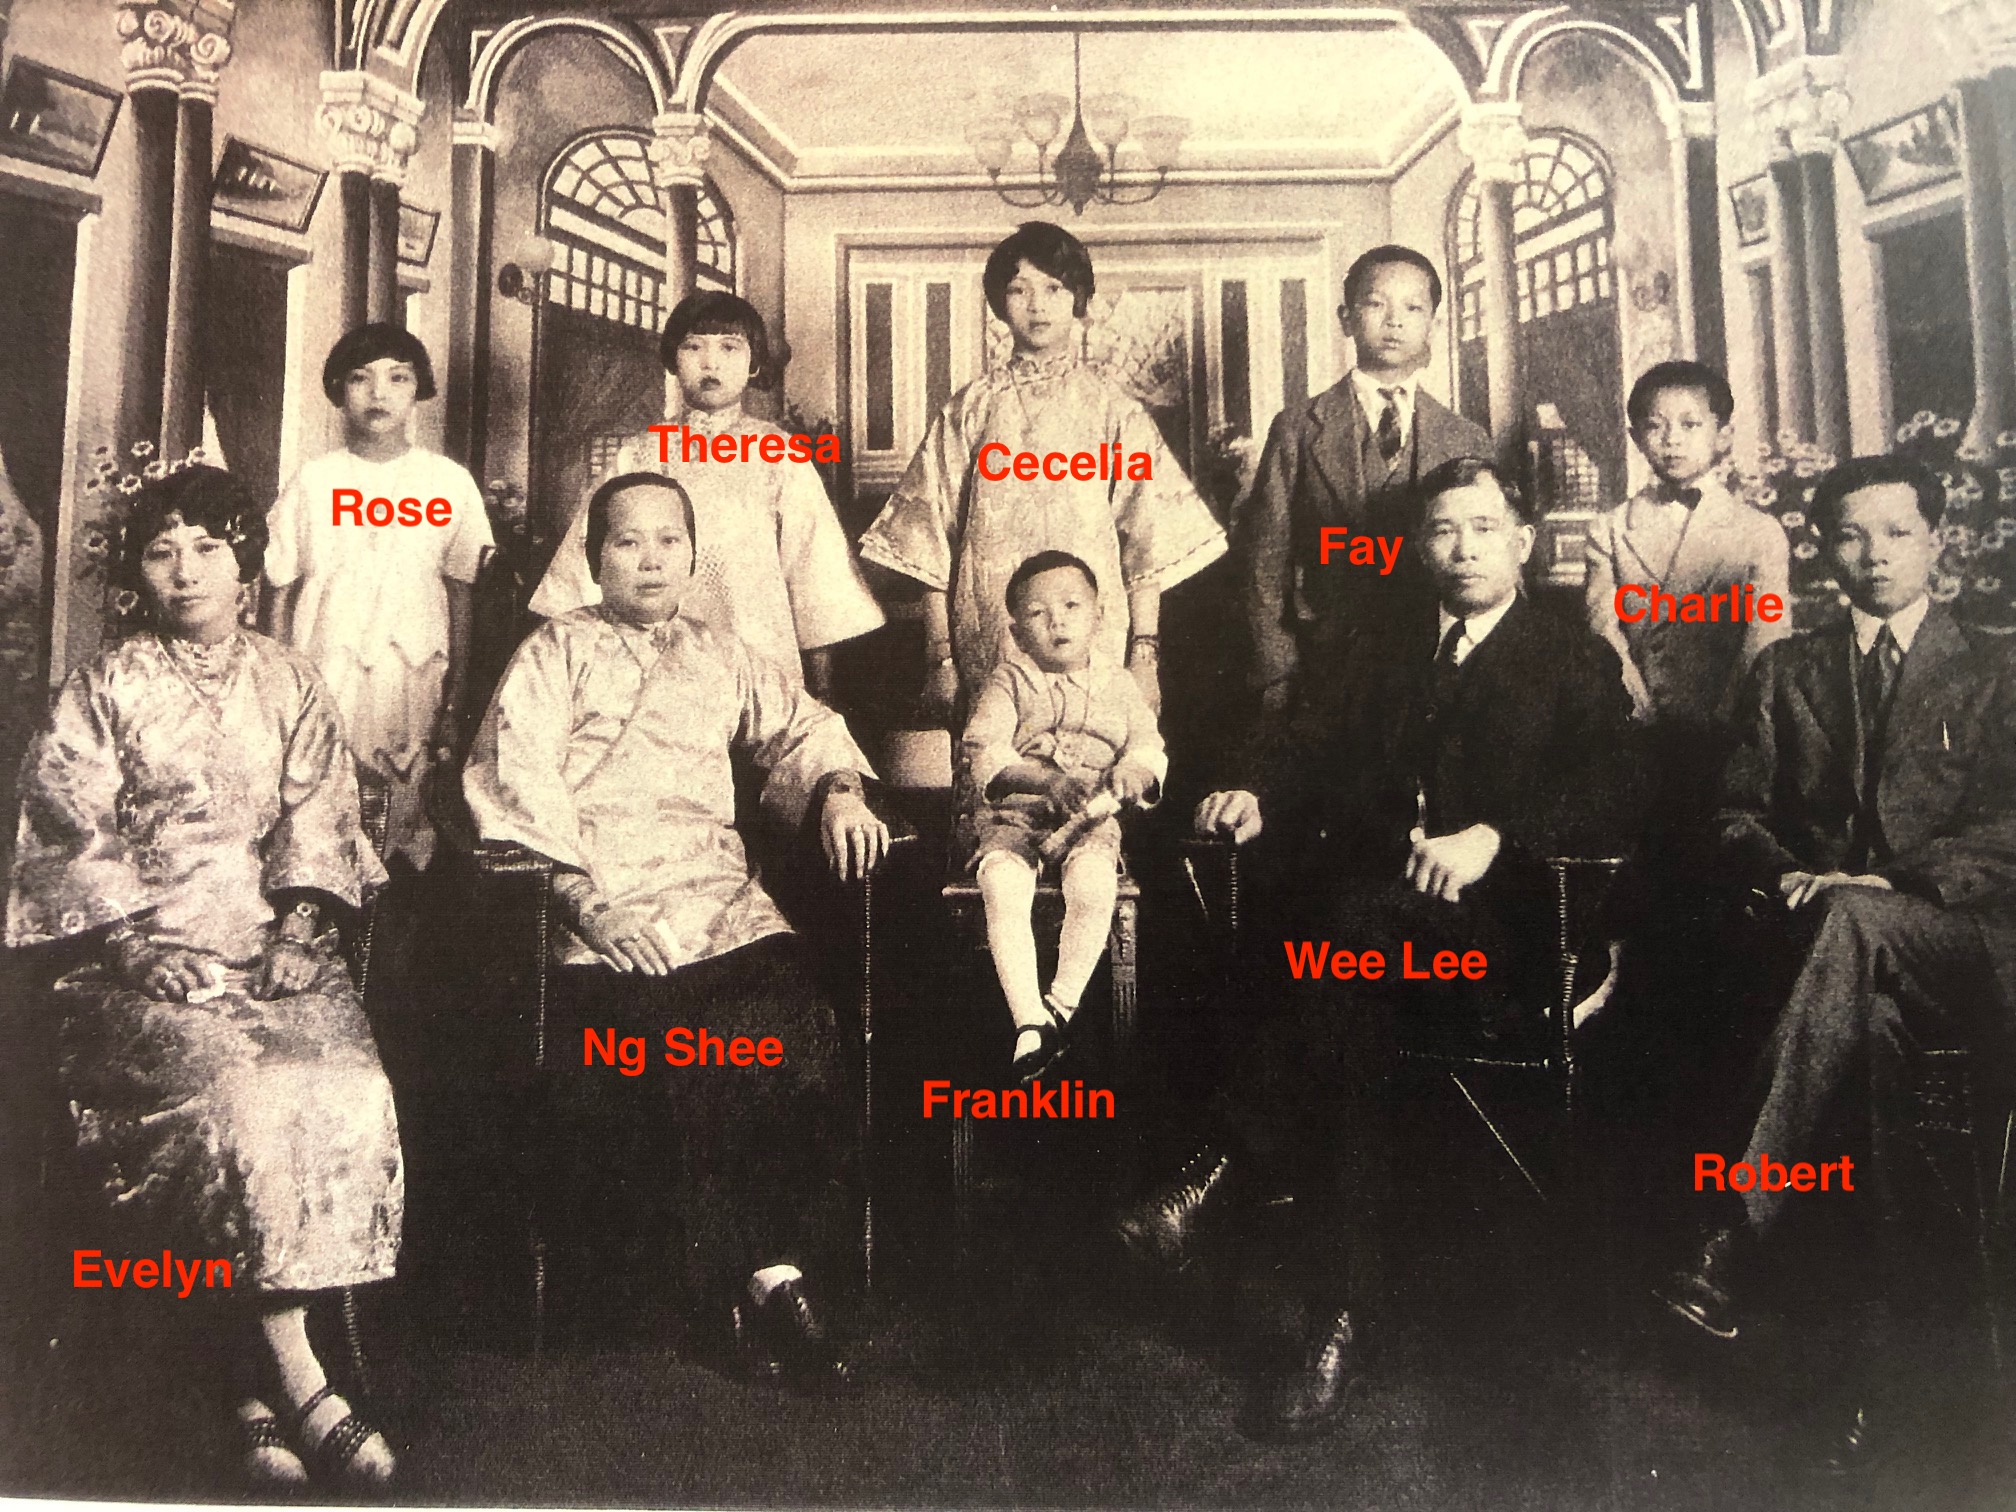 Theresa
Cecelia
Rose
Fay
Charlie
Wee Lee
Ng Shee
Franklin
Robert
Evelyn